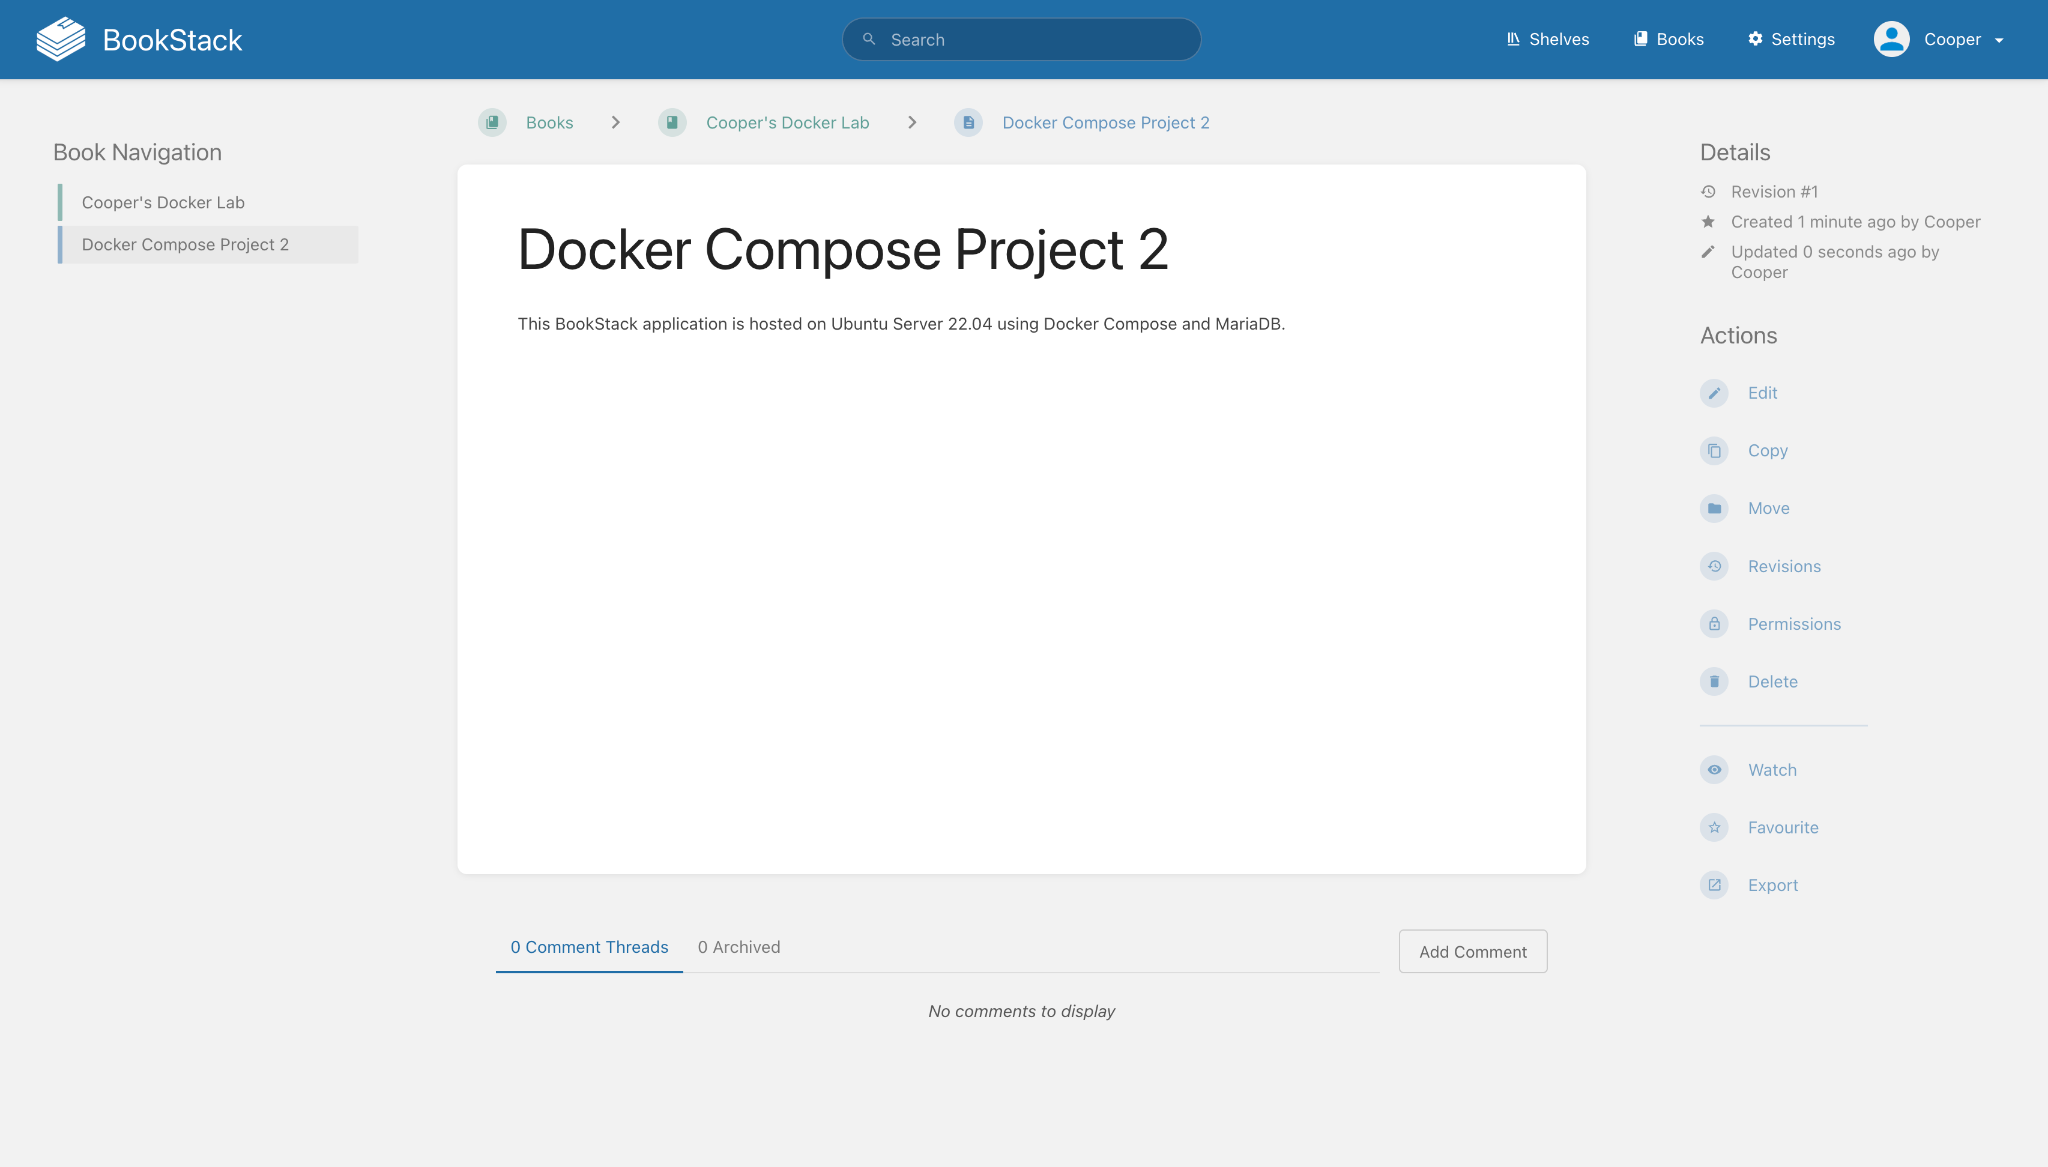 BookStack
Search
Shelves
Books
Settings
Cooper
Books
Cooper's Docker Lab
Docker Compose Project 2
Book Navigation
Cooper's Docker Lab
Docker Compose Project 2
Docker Compose Project 2
This BookStack application is hosted on Ubuntu Server 22.04 using Docker Compose and MariaDB.
0 Comment Threads
0 Archived
Add Comment
No comments to display
Details
Revision #1
Created 1 minute ago by Cooper
Updated 0 seconds ago by
Cooper
Actions
Edit
Copy
Move
Revisions
Permissions
Delete
Watch
Favourite
Export